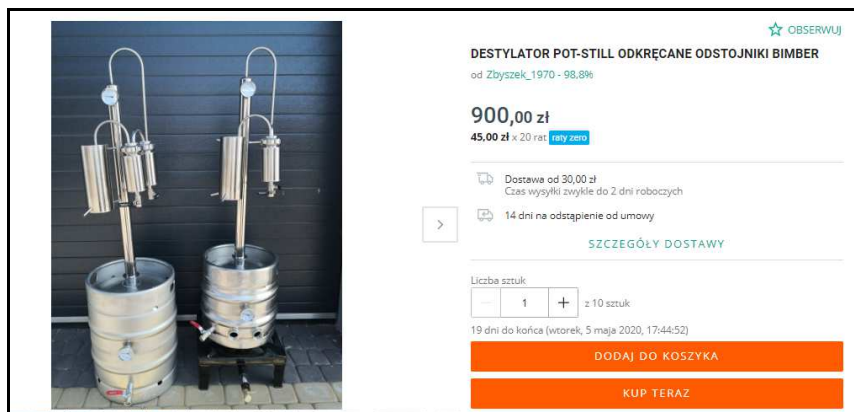 OBSERWUJ
DESTYLATOR POT-STILL ODKRĘCANE ODSTOJNIKI BIMBER
od Zbyszek_1970 - 98,8%
900,00 zł
45,00 zł x 20 rat raty zero
Dostawa od 30,00 zł
Czas wysyłki zwykle do 2 dni roboczych
14 dni na odstąpienie od umowy
SZCZEGÓŁY DOSTAWY
Liczba sztuk
− 1 + z 10 sztuk
19 dni do końca (wtorek, 5 maja 2020, 17:44:52)
DODAJ DO KOSZYKA
KUP TERAZ